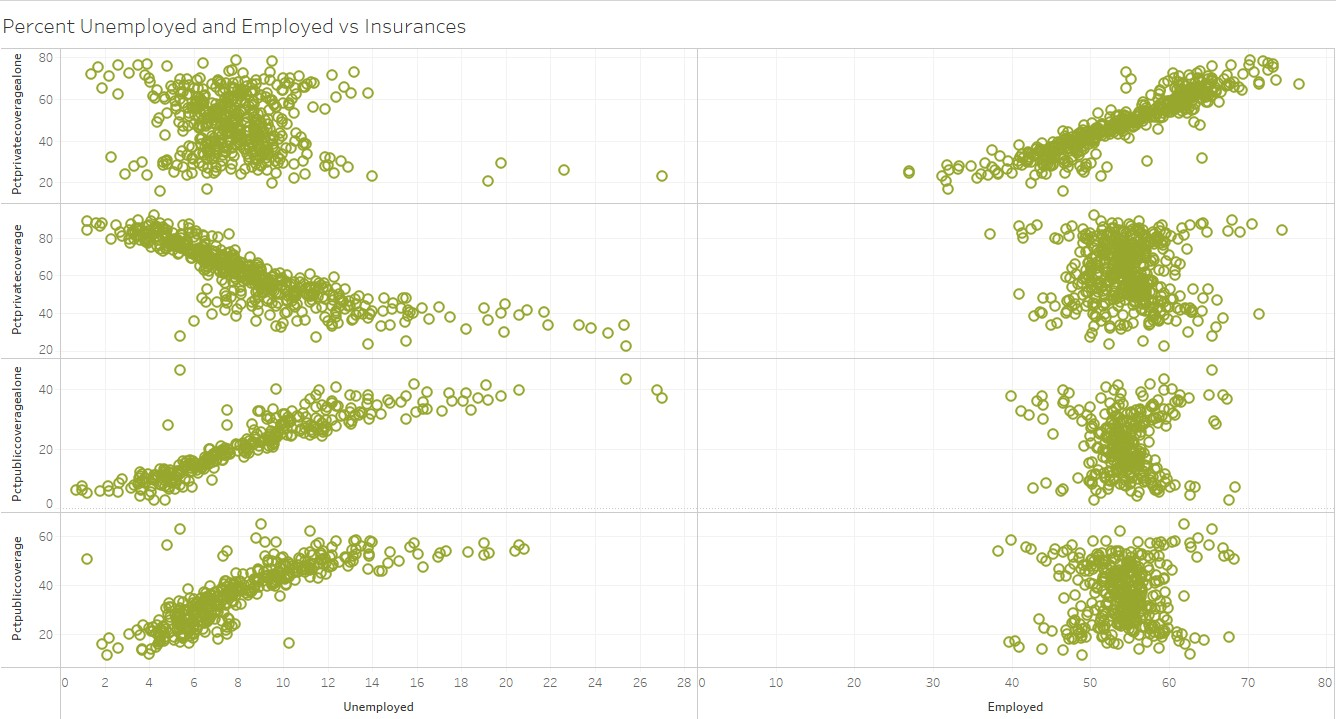 Percent Unemployed and Employed vs Insurances
Pctprivatecoveragealone
80
60
40
20
Pctprivatecoverage
80
60
40
20
Pctpubliccoveragealone
40
20
0
Pctpubliccoverage
60
40
20
0 2 4 6 8 10 12 14 16 18 20 22 24 26 28 0 10 20 30 40 50 60 70 80
Unemployed Employed